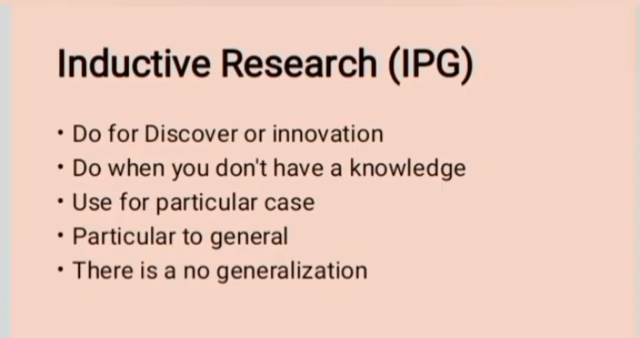 Inductive Research (IPG)
• Do for Discover or innovation
• Do when you don't have a knowledge
• Use for particular case
• Particular to general
• There is a no generalization